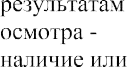 результатам
осмотра -
наличие или